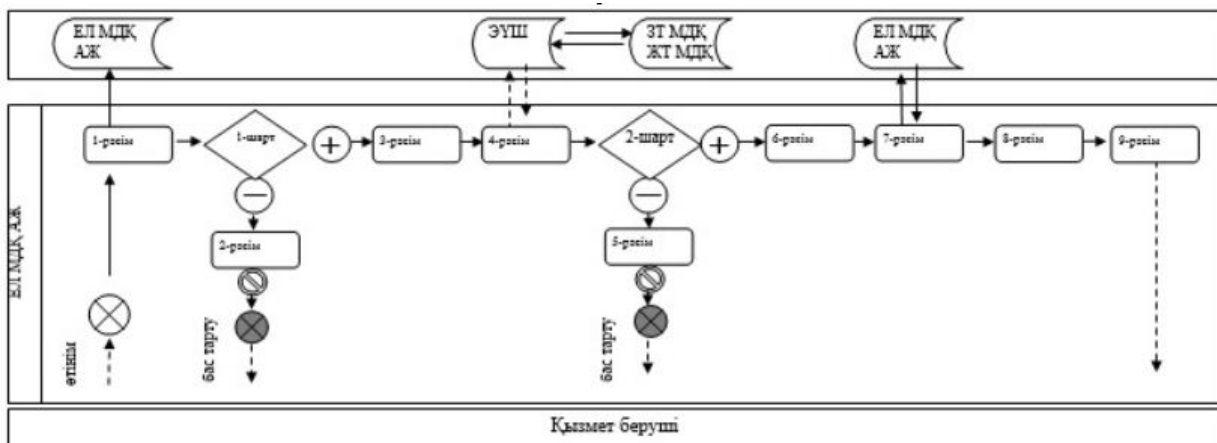 ЕЛ МДҚ
АЖ
ЭҮШ
ЗТ МДҚ
ЖТ МДҚ
ЕЛ МДҚ
АЖ
ЕЛ МДҚ АЖ
1-рәсім
1-шарт
3-рәсім
4-рәсім
2-шарт
6-рәсім
7-рәсім
8-рәсім
9-рәсім
2-рәсім
5-рәсім
өтінім
бас тарту
бас тарту
Қызмет беруші